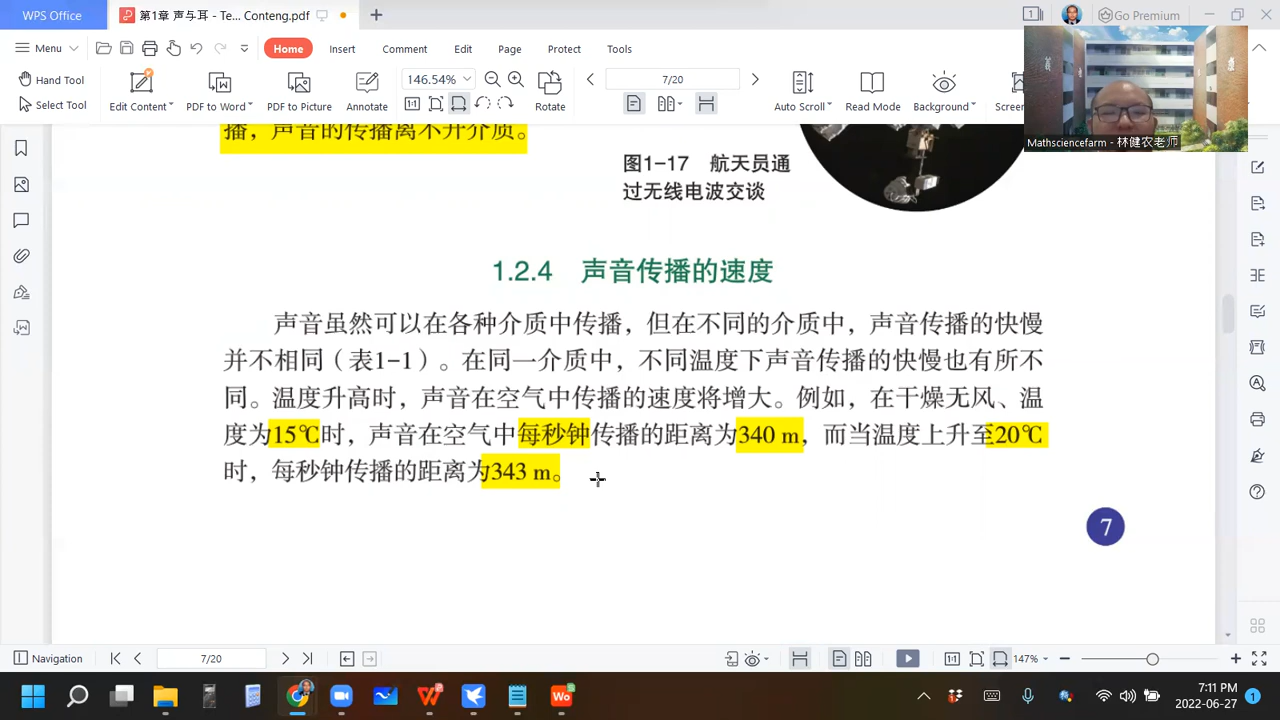 WPS Office
第1章 声与耳 - Te... Conteng.pdf
1
Go Premium
Menu
Home
Insert
Comment
Edit
Page
Protect
Tools
Hand Tool
Select Tool
Edit Content
PDF to Word
PDF to Picture
Annotate
146.54%
Rotate
7/20
Auto Scroll
Read Mode
Background
Screen
Mathsciencefarm - 林健农老师
播，声音的传播离不开介质。
图1-17 航天员通
过无线电波交谈
1.2.4 声音传播的速度
声音虽然可以在各种介质中传播，但在不同的介质中，声音传播的快慢
并不相同（表1-1）。在同一介质中，不同温度下声音传播的快慢也有所不
同。温度升高时，声音在空气中传播的速度将增大。例如，在干燥无风、温
度为15℃时，声音在空气中每秒钟传播的距离为340 m，而当温度上升至20℃
时，每秒钟传播的距离为343 m。
7
Navigation
7/20
147%
7:11 PM
2022-06-27
1